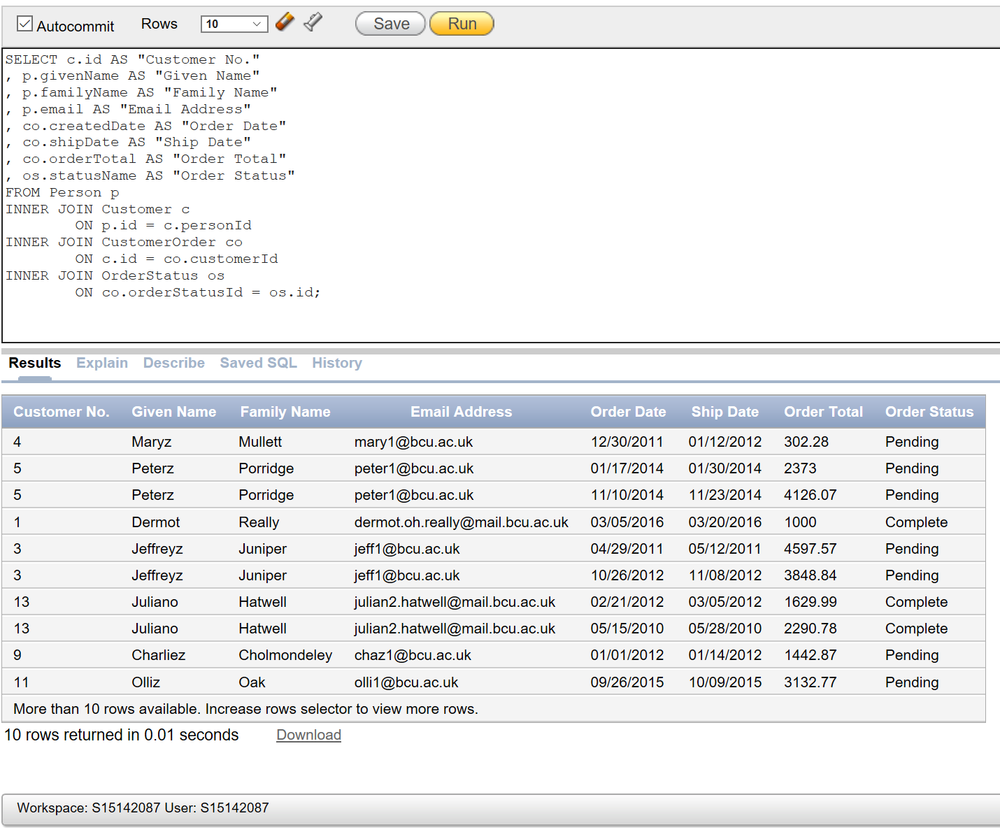 Autocommit Rows 10 Save Run
SELECT c.id AS "Customer No."
, p.givenName AS "Given Name"
, p.familyName AS "Family Name"
, p.email AS "Email Address"
, co.createdDate AS "Order Date"
, co.shipDate AS "Ship Date"
, co.orderTotal AS "Order Total"
, os.statusName AS "Order Status"
FROM Person p
INNER JOIN Customer c
ON p.id = c.personId
INNER JOIN CustomerOrder co
ON c.id = co.customerId
INNER JOIN OrderStatus os
ON co.orderStatusId = os.id;
Results Explain Describe Saved SQL History
Customer No. Given Name Family Name Email Address Order Date Ship Date Order Total Order Status
4 Maryz Mullett mary1@bcu.ac.uk 12/30/2011 01/12/2012 302.28 Pending
5 Peterz Porridge peter1@bcu.ac.uk 01/17/2014 01/30/2014 2373 Pending
5 Peterz Porridge peter1@bcu.ac.uk 11/10/2014 11/23/2014 4126.07 Pending
1 Dermot Really dermot.oh.really@mail.bcu.ac.uk 03/05/2016 03/20/2016 1000 Complete
3 Jeffreyz Juniper jeff1@bcu.ac.uk 04/29/2011 05/12/2011 4597.57 Pending
3 Jeffreyz Juniper jeff1@bcu.ac.uk 10/26/2012 11/08/2012 3848.84 Pending
13 Juliano Hatwell julian2.hatwell@mail.bcu.ac.uk 02/21/2012 03/05/2012 1629.99 Complete
13 Juliano Hatwell julian2.hatwell@mail.bcu.ac.uk 05/15/2010 05/28/2010 2290.78 Complete
9 Charliez Cholmondeley chaz1@bcu.ac.uk 01/01/2012 01/14/2012 1442.87 Pending
11 Olliz Oak olli1@bcu.ac.uk 09/26/2015 10/09/2015 3132.77 Pending
More than 10 rows available. Increase rows selector to view more rows.
10 rows returned in 0.01 seconds Download
Workspace: S15142087 User: S15142087